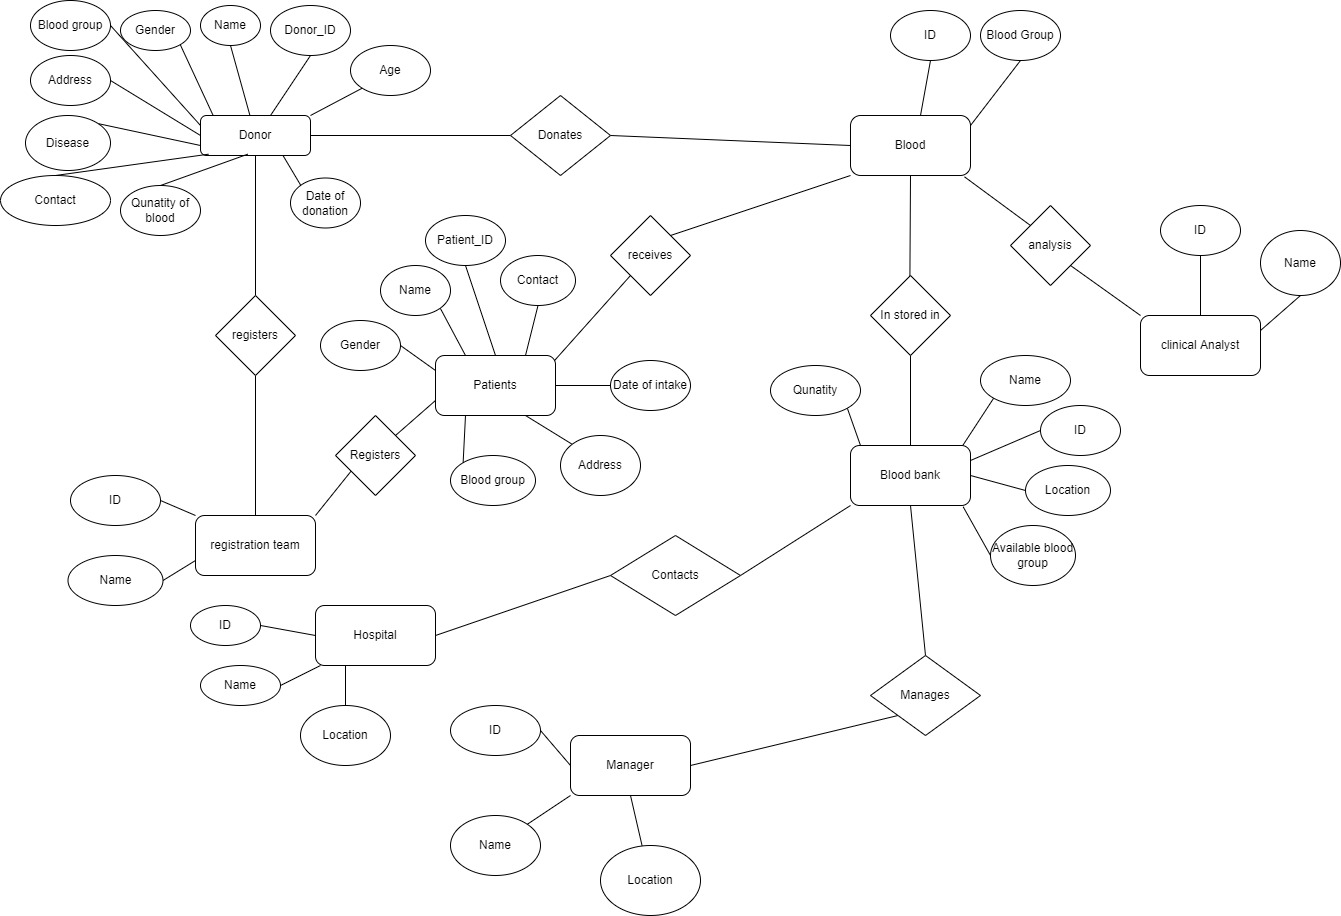 Blood group
Gender
Name
Donor_ID
Age
Address
Disease
Contact
Qunatity of
blood
Date of
donation
Donor
Donates
ID
Blood Group
Blood
receives
analysis
ID
Name
clinical Analyst
Patient_ID
Name
Contact
Gender
Patients
Date of intake
Address
Blood group
registers
Registers
In stored in
Qunatity
Name
ID
Location
Available blood
group
Blood bank
ID
Name
registration team
Contacts
ID
Name
Location
Hospital
Manages
ID
Manager
Name
Location